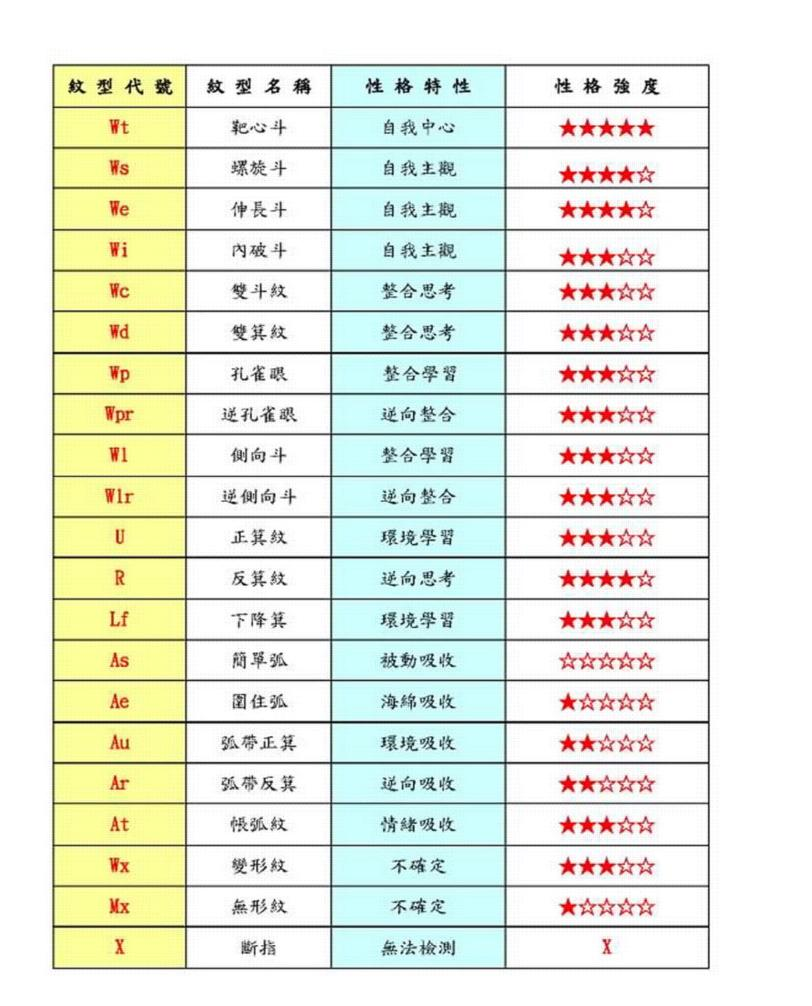 紋型代號 紋型名稱 性格特性 性格強度
Wt 靶心斗 自我中心 ★★★★★
Ws 螺旋斗 自我主觀 ★★★★☆
We 伸長斗 自我主觀 ★★★★☆
Wi 內破斗 自我主觀 ★★★☆☆
Wc 雙斗紋 整合思考 ★★★☆☆
Wd 雙箕紋 整合思考 ★★★☆☆
Wp 孔雀眼 整合學習 ★★★☆☆
Wpr 逆孔雀眼 逆向整合 ★★★☆☆
Wl 側向斗 整合學習 ★★★☆☆
Wlr 逆側向斗 逆向整合 ★★★☆☆
U 正箕紋 環境學習 ★★★☆☆
R 反箕紋 逆向思考 ★★★★☆
Lf 下降箕 環境學習 ★★★☆☆
As 簡單弧 被動吸收 ☆☆☆☆☆
Ae 圍住弧 海綿吸收 ★☆☆☆☆
Au 弧帶正箕 環境吸收 ★★☆☆☆
Ar 弧帶反箕 逆向吸收 ★★☆☆☆
At 帳弧紋 情緒吸收 ★★★☆☆
Wx 變形紋 不確定 ★★★☆☆
Mx 無形紋 不確定 ★☆☆☆☆
X 斷指 無法檢測 X